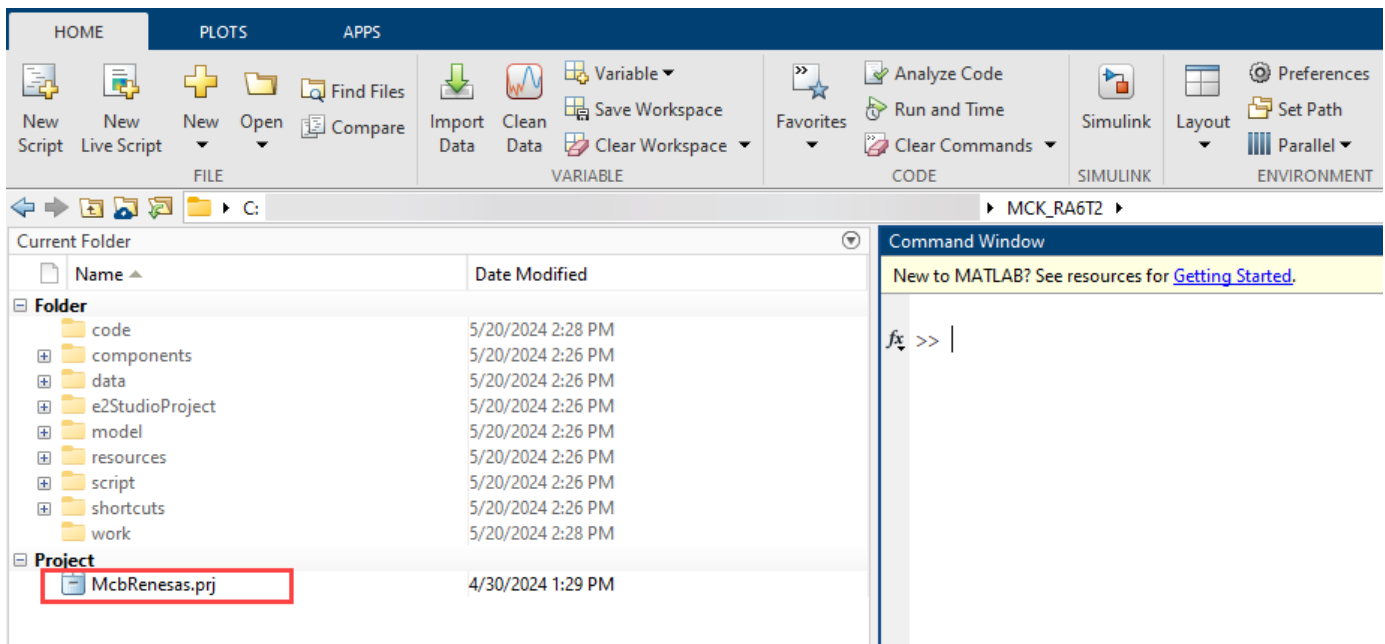 HOME PLOTS APPS
New Script
New Live Script
New
Open
Find Files
Compare
FILE
Import Data
Clean Data
Variable
Save Workspace
Clear Workspace
VARIABLE
Favorites
Analyze Code
Run and Time
Clear Commands
CODE
Simulink
SIMULINK
Layout
Preferences
Set Path
Parallel
ENVIRONMENT
C: MCK_RA6T2
Current Folder
Name Date Modified
Folder
code 5/20/2024 2:28 PM
components 5/20/2024 2:26 PM
data 5/20/2024 2:26 PM
e2StudioProject 5/20/2024 2:26 PM
model 5/20/2024 2:26 PM
resources 5/20/2024 2:26 PM
script 5/20/2024 2:26 PM
shortcuts 5/20/2024 2:26 PM
work 5/20/2024 2:28 PM
Project
McbRenesas.prj 4/30/2024 1:29 PM
Command Window
New to MATLAB? See resources for Getting Started.
fx >>